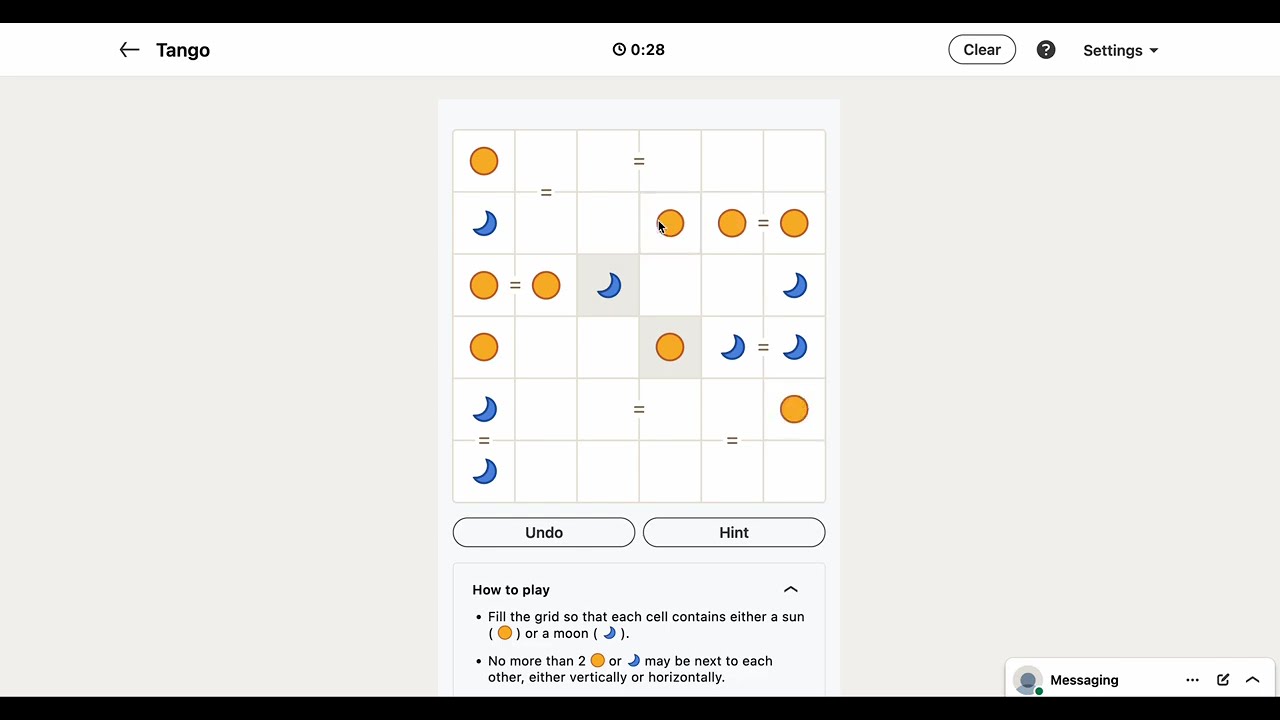 Tango
0:28
Clear
?
Settings
=
=
=
=
=
=
=
=
Undo
Hint
How to play
• Fill the grid so that each cell contains either a sun
( ) or a moon ( ).
• No more than 2 or may be next to each
other, either vertically or horizontally.
Messaging